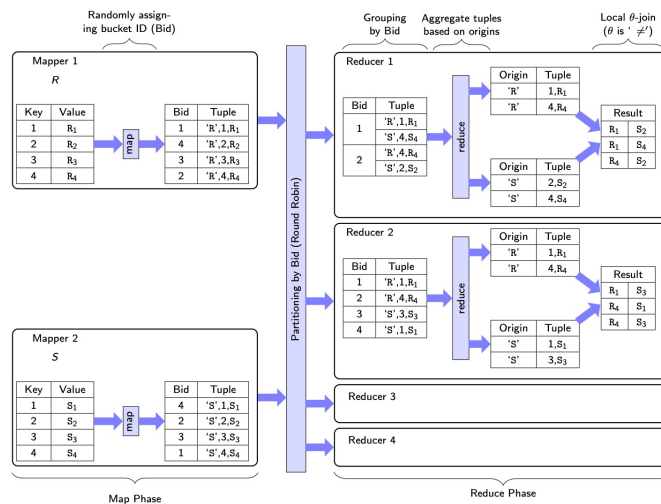 Randomly assign-
ing bucket ID (Bid)
Grouping
by Bid
Aggregate tuples
based on origins
Local θ-join
(θ is ‘ ≠’)
Mapper 1
R
Key Value
1 R₁
2 R₂
3 R₃
4 R₄
map
Bid Tuple
1 ‘R’,1,R₁
4 ‘R’,2,R₂
3 ‘R’,3,R₃
2 ‘R’,4,R₄
Mapper 2
S
Key Value
1 S₁
2 S₂
3 S₃
4 S₄
map
Bid Tuple
4 ‘S’,1,S₁
2 ‘S’,2,S₂
3 ‘S’,3,S₃
1 ‘S’,4,S₄
Map Phase
Partitioning by Bid (Round Robin)
Reducer 1
Bid Tuple
1 ‘R’,1,R₁
‘S’,4,S₄
2 ‘R’,4,R₄
‘S’,2,S₂
reduce
Origin Tuple
‘R’ 1,R₁
‘R’ 4,R₄
Origin Tuple
‘S’ 2,S₂
‘S’ 4,S₄
Result
R₁ S₂
R₁ S₄
R₄ S₂
Reducer 2
Bid Tuple
1 ‘R’,1,R₁
2 ‘R’,4,R₄
3 ‘S’,3,S₃
4 ‘S’,1,S₁
reduce
Origin Tuple
‘R’ 1,R₁
‘R’ 4,R₄
Origin Tuple
‘S’ 1,S₁
‘S’ 3,S₃
Result
R₁ S₃
R₄ S₁
R₄ S₃
Reducer 3
Reducer 4
Reduce Phase